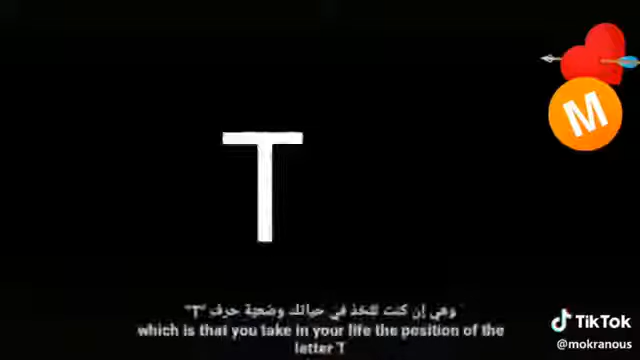 M
T
وهي إن كنت تتخذ في حياتك وضعية حرف "T"
which is that you take in your life the position of the
letter T
TikTok
@mokranous